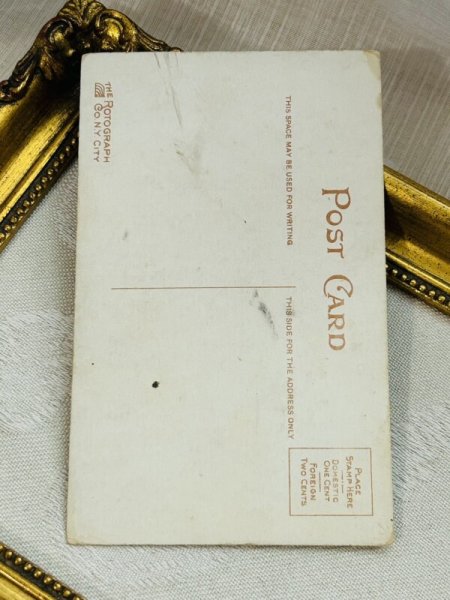 POST CARD
THIS SPACE MAY BE USED FOR WRITING
THIS SIDE FOR THE ADDRESS ONLY
PLACE
STAMP HERE
DOMESTIC
ONE CENT
FOREIGN
TWO CENTS
THE ROTOGRAPH
CO. N.Y. CITY